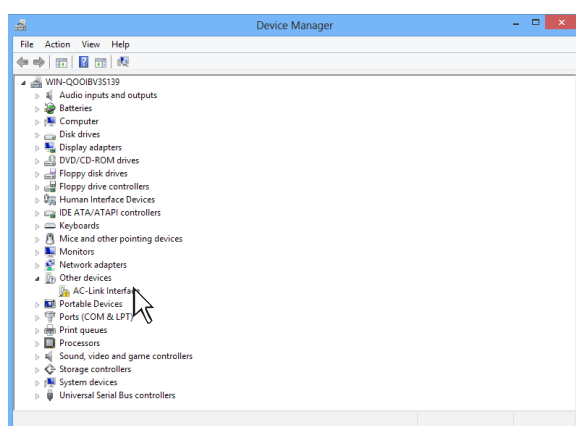 Device Manager
File Action View Help
WIN-QOOIBV3S139
Audio inputs and outputs
Batteries
Computer
Disk drives
Display adapters
DVD/CD-ROM drives
Floppy disk drives
Floppy drive controllers
Human Interface Devices
IDE ATA/ATAPI controllers
Keyboards
Mice and other pointing devices
Monitors
Network adapters
Other devices
AC-Link Interface
Portable Devices
Ports (COM & LPT)
Print queues
Processors
Sound, video and game controllers
Storage controllers
System devices
Universal Serial Bus controllers